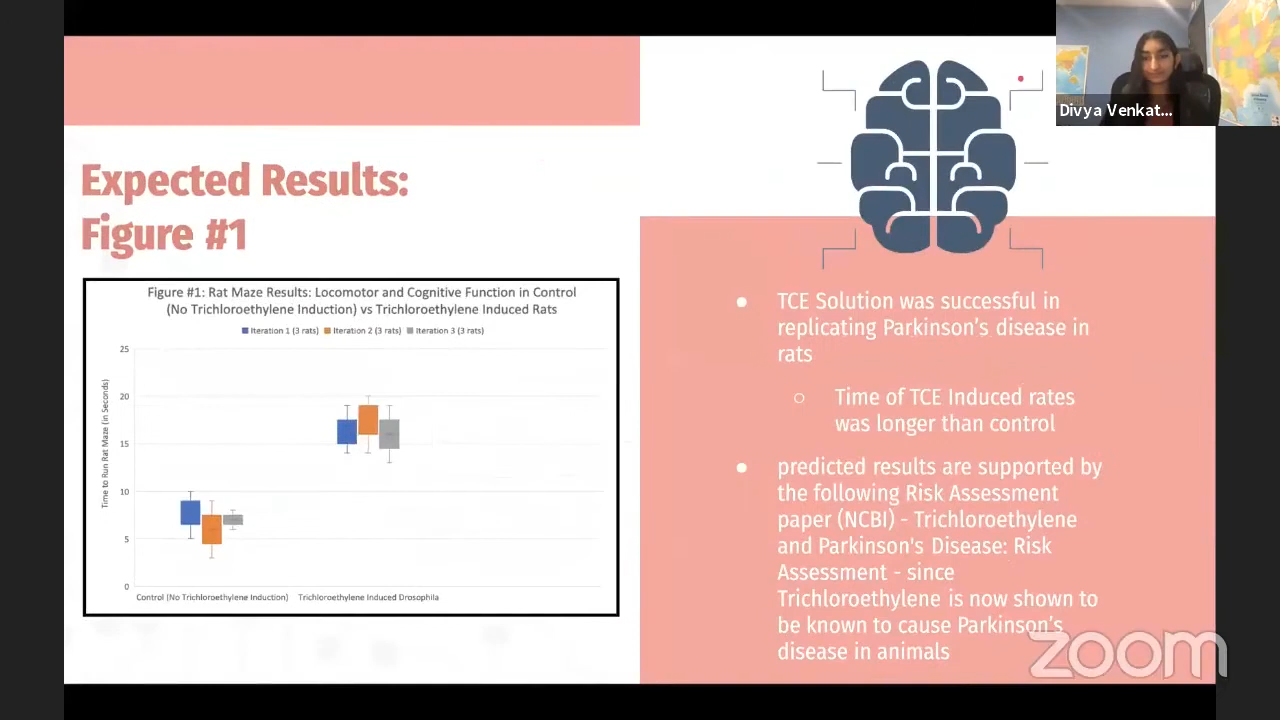 Divya Venkat...
Expected Results:
Figure #1
Figure #1: Rat Maze Results: Locomotor and Cognitive Function in Control
(No Trichloroethylene Induction) vs Trichloroethylene Induced Rats
Iteration 1 (3 rats) Iteration 2 (3 rats) Iteration 3 (3 rats)
Time to Run Rat Maze (in Seconds)
25
20
15
10
5
0
Control (No Trichloroethylene Induction) Trichloroethylene Induced Drosophila
● TCE Solution was successful in
replicating Parkinson's disease in
rats
○ Time of TCE Induced rates
was longer than control
● predicted results are supported by
the following Risk Assessment
paper (NCBI) - Trichloroethylene
and Parkinson's Disease: Risk
Assessment - since
Trichloroethylene is now shown to
be known to cause Parkinson's
disease in animals
zoom